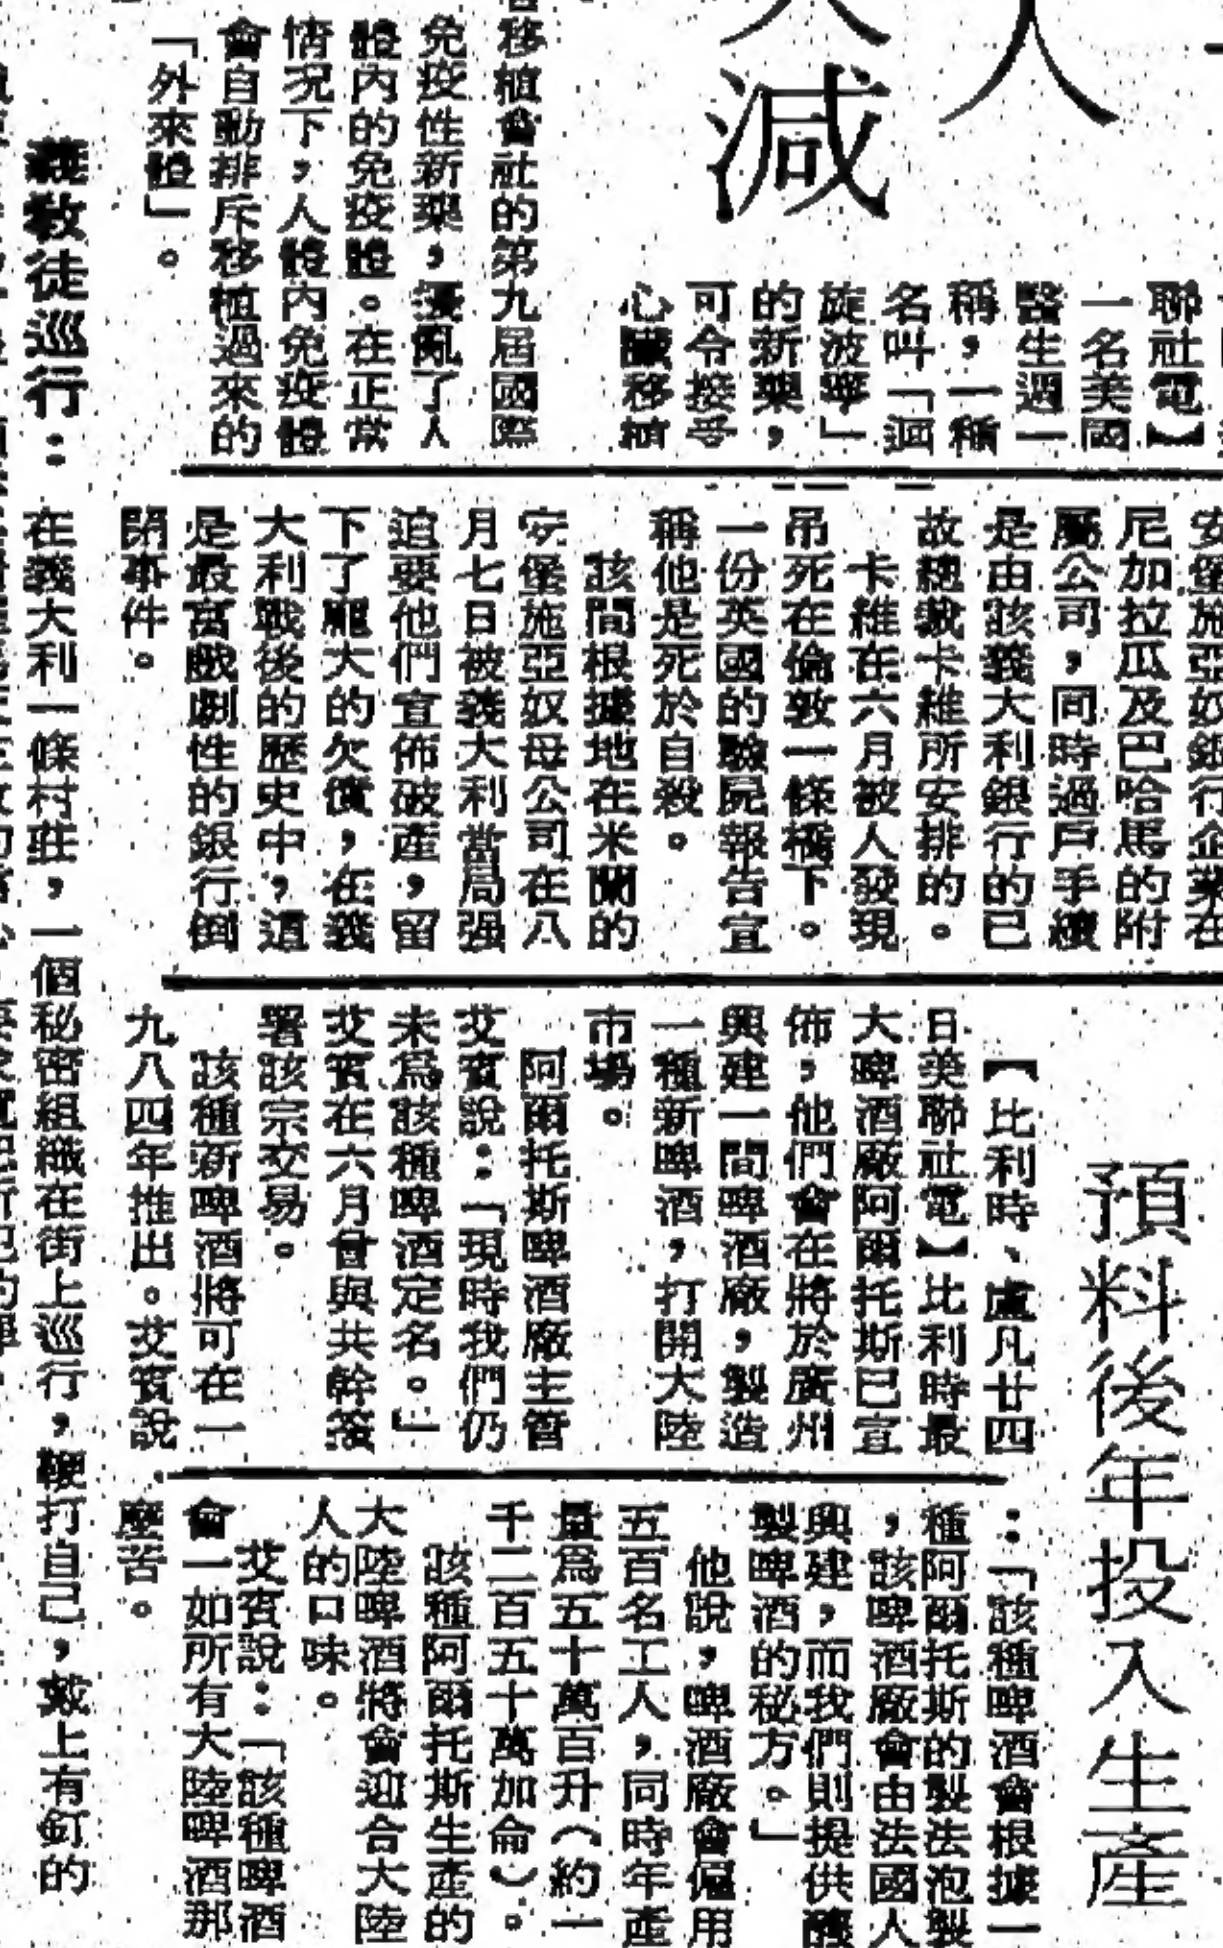 人
大減
聯社電】
一名美國
醫生週一
稱，一種
名叫「迴
旋波寧」
的新藥，
可令接受
心臟移植
移植會社的第九屆國際
免疫性新藥，擾亂了人
體內的免疫體。在正常
情況下，人體內免疫體
會自動排斥移植過來的
「外來體」。
安堡施亞奴銀行企業在
尼加拉瓜及巴哈馬的附
屬公司，同時過戶手續
是由該義大利銀行的已
故總裁卡維所安排的。
卡維在六月被人發現
吊死在倫敦一條橋下。
一份英國的驗屍報告宣
稱他是死於自殺。
該間根據地在米蘭的
安堡施亞奴母公司在八
月七日被義大利當局强
迫要他們宣佈破產，留
下了龐大的欠債，在義
大利戰後的歷史中，這
是最富戲劇性的銀行倒
閉事件。
預料後年投入生產
【比利時、盧凡廿四
日美聯社電】比利時最
大啤酒廠阿爾托斯已宣
佈，他們會在將於廣州
興建一間啤酒廠，製造
一種新啤酒，打開大陸
市場。
阿爾托斯啤酒廠主管
艾賓說：「現時我們仍
未爲該種啤酒定名。」
艾賓在六月曾與共幹簽
署該宗交易。
該種新啤酒將可在一
九八四年推出。艾賓說
：「該種啤酒會根據一
種阿爾托斯的製法泡製
，該啤酒廠會由法國人
興建，而我們則提供釀
製啤酒的秘方。」
他說，啤酒廠會僱用
五百名工人，同時年產
量爲五十萬百升（約一
千二百五十萬加侖）。
該種阿爾托斯生產的
大陸啤酒將會迎合大陸
人的口味。
艾賓說：「該種啤酒
會一如所有大陸啤酒那
麼苦。
義教徒巡行：在義大利一條村莊，一個秘密組織在街上巡行，鞭打自己，戴上有釘的